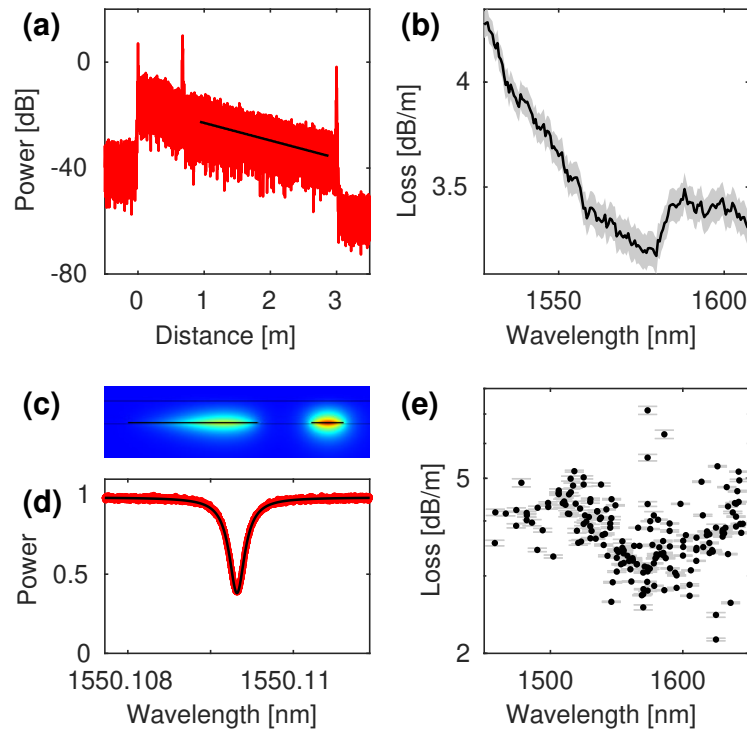 (a)
Power [dB]
0
-40
-80
0 1 2 3
Distance [m]
(b)
Loss [dB/m]
4
3.5
1550 1600
Wavelength [nm]
(c)
(d)
Power
1
0.5
0
1550.108 1550.11
Wavelength [nm]
(e)
Loss [dB/m]
5
2
1500 1600
Wavelength [nm]